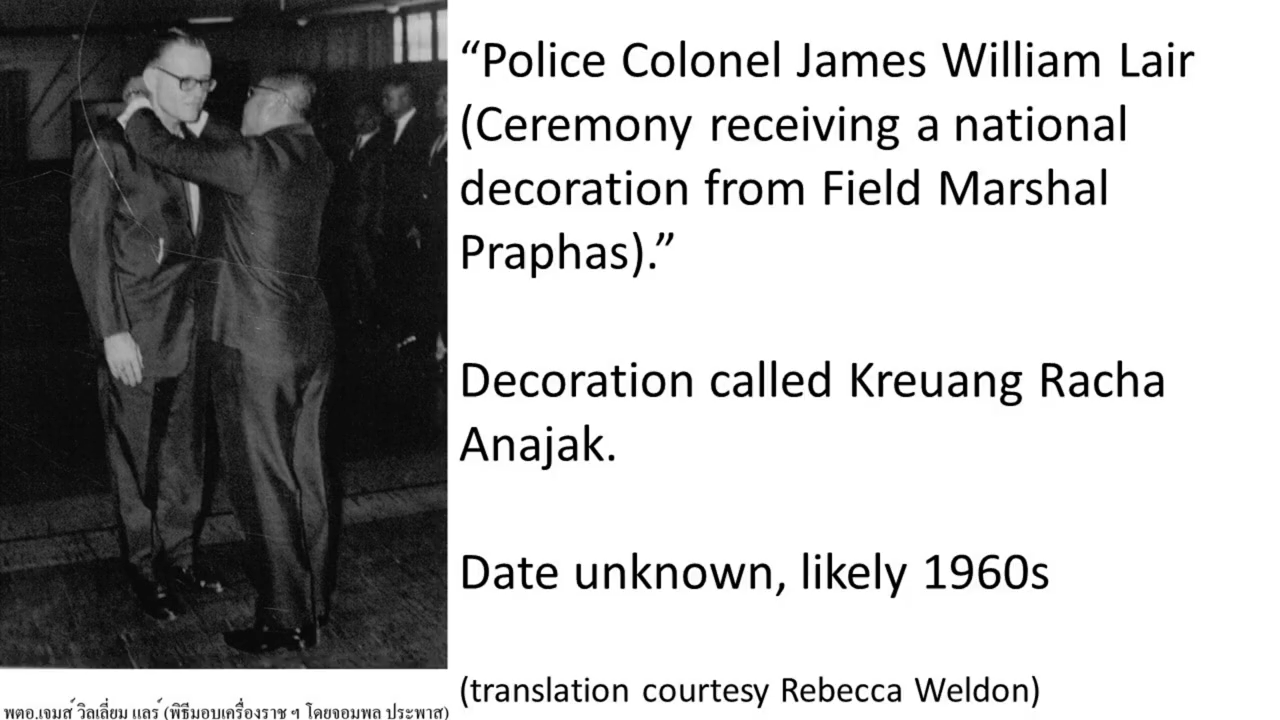 “Police Colonel James William Lair
(Ceremony receiving a national
decoration from Field Marshal
Praphas).”
Decoration called Kreuang Racha
Anajak.
Date unknown, likely 1960s
(translation courtesy Rebecca Weldon)
พตอ.เจมส์ วิลเลี่ยม แลร์ (พิธีมอบเครื่องราช ฯ โดยจอมพล ประพาส)